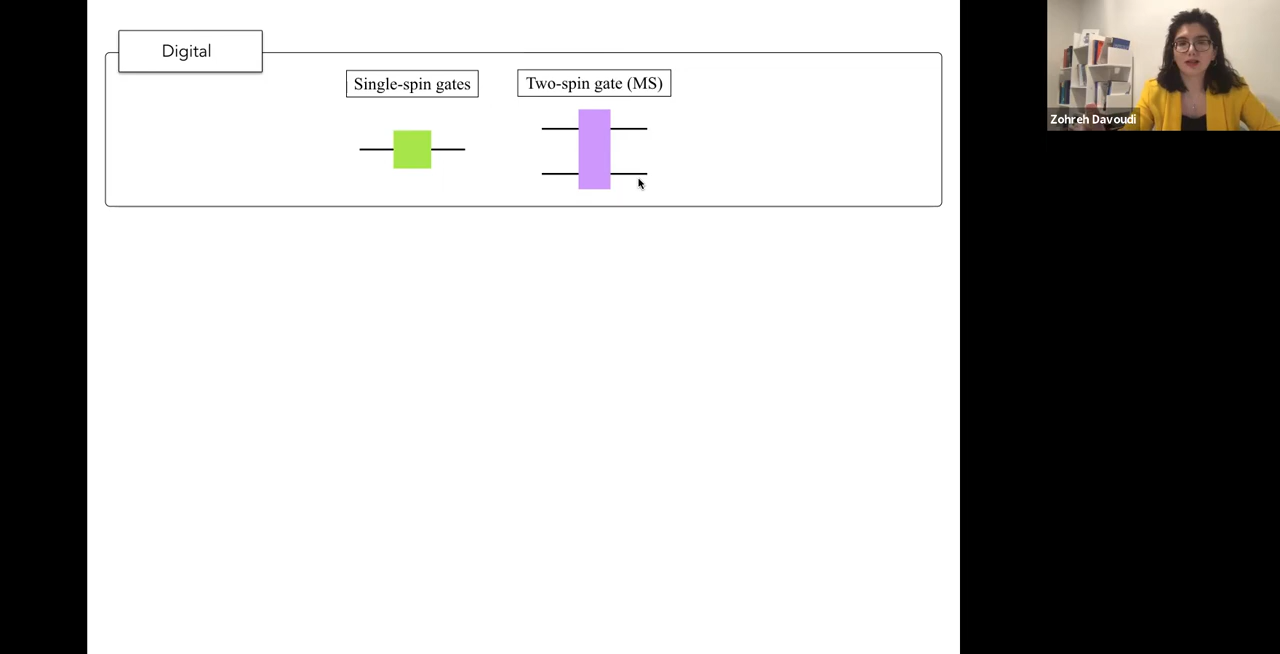 Digital
Single-spin gates
Two-spin gate (MS)
Zohreh Davoudi